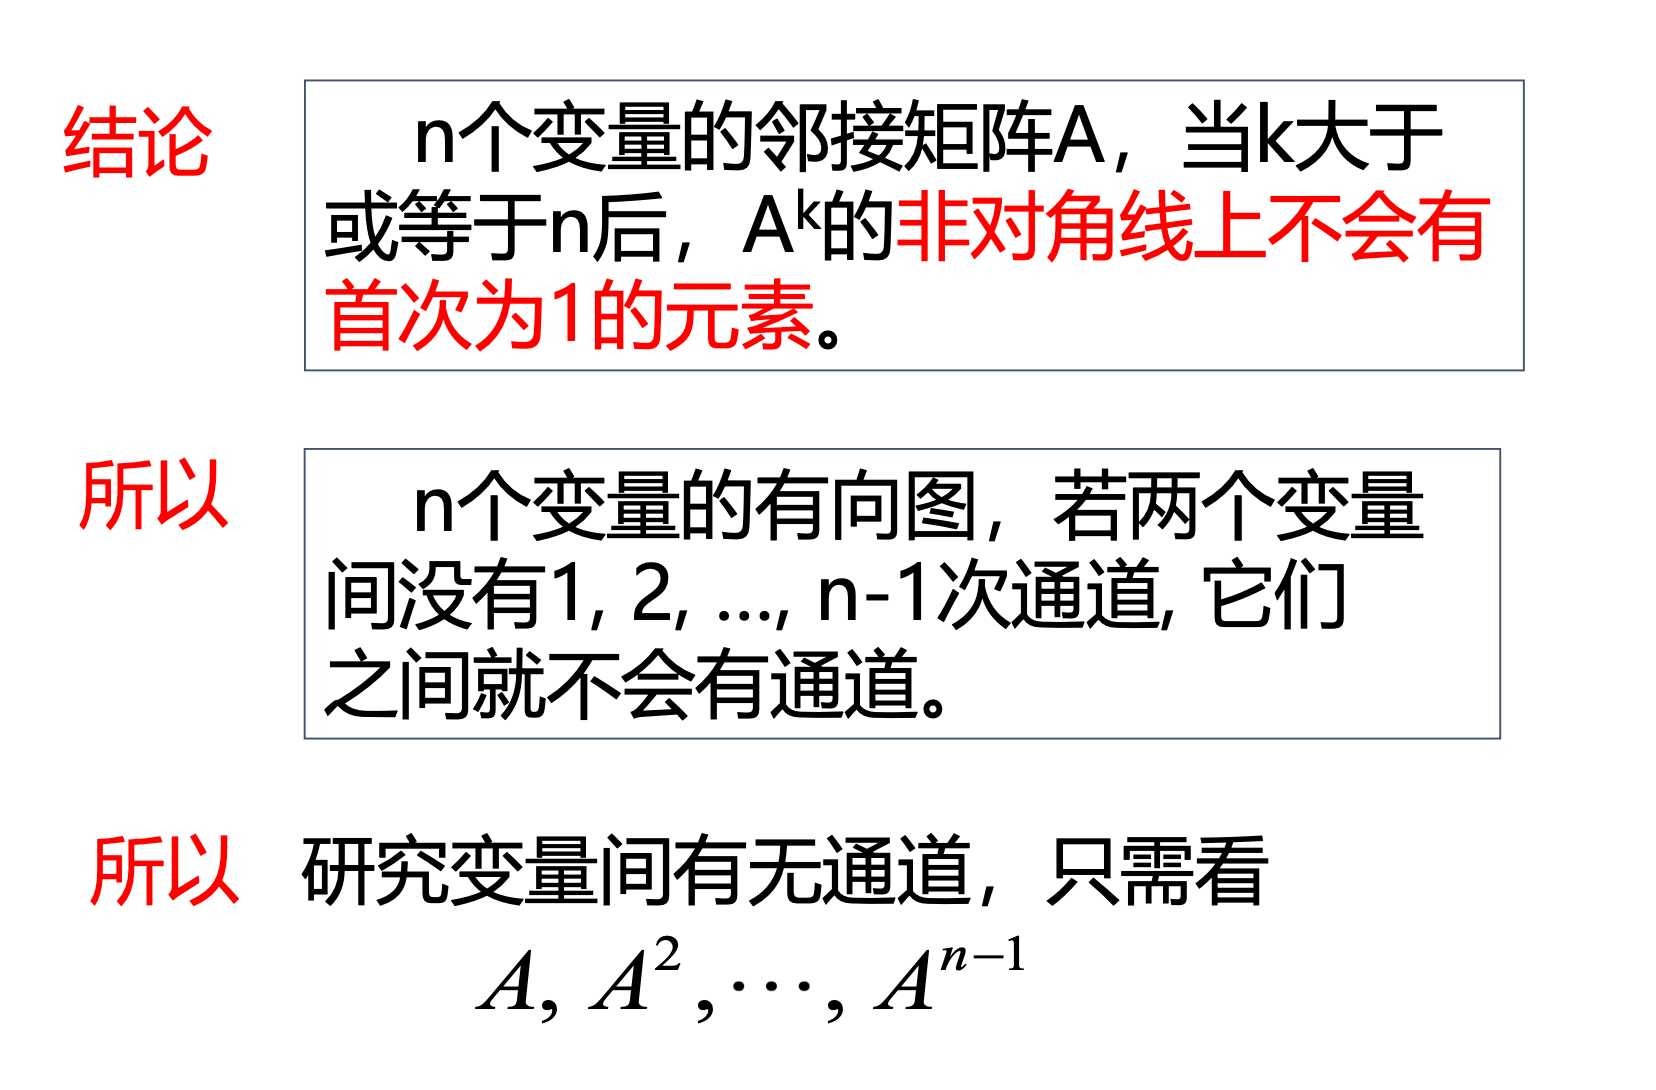 结论
n个变量的邻接矩阵A，当k大于
或等于n后，Aᵏ的非对角线上不会有
首次为1的元素。
所以
n个变量的有向图，若两个变量
间没有1, 2, ..., n-1次通道, 它们
之间就不会有通道。
所以 研究变量间有无通道，只需看
A, A², ⋯, Aⁿ⁻¹